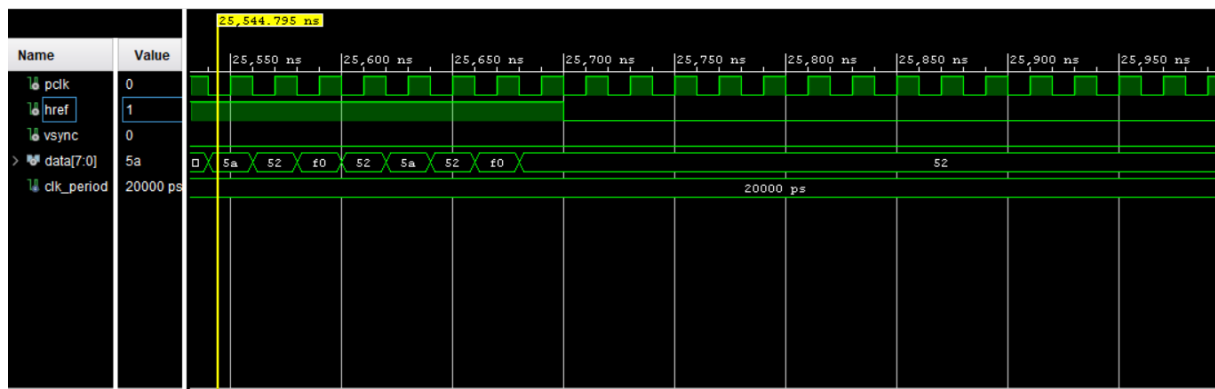 25,544.795 ns
Name Value
25,550 ns 25,600 ns 25,650 ns 25,700 ns 25,750 ns 25,800 ns 25,850 ns 25,900 ns 25,950 ns
pclk 0
href 1
vsync 0
data[7:0] 5a 5a 52 f0 52 5a 52 f0 52
clk_period 20000 ps 20000 ps